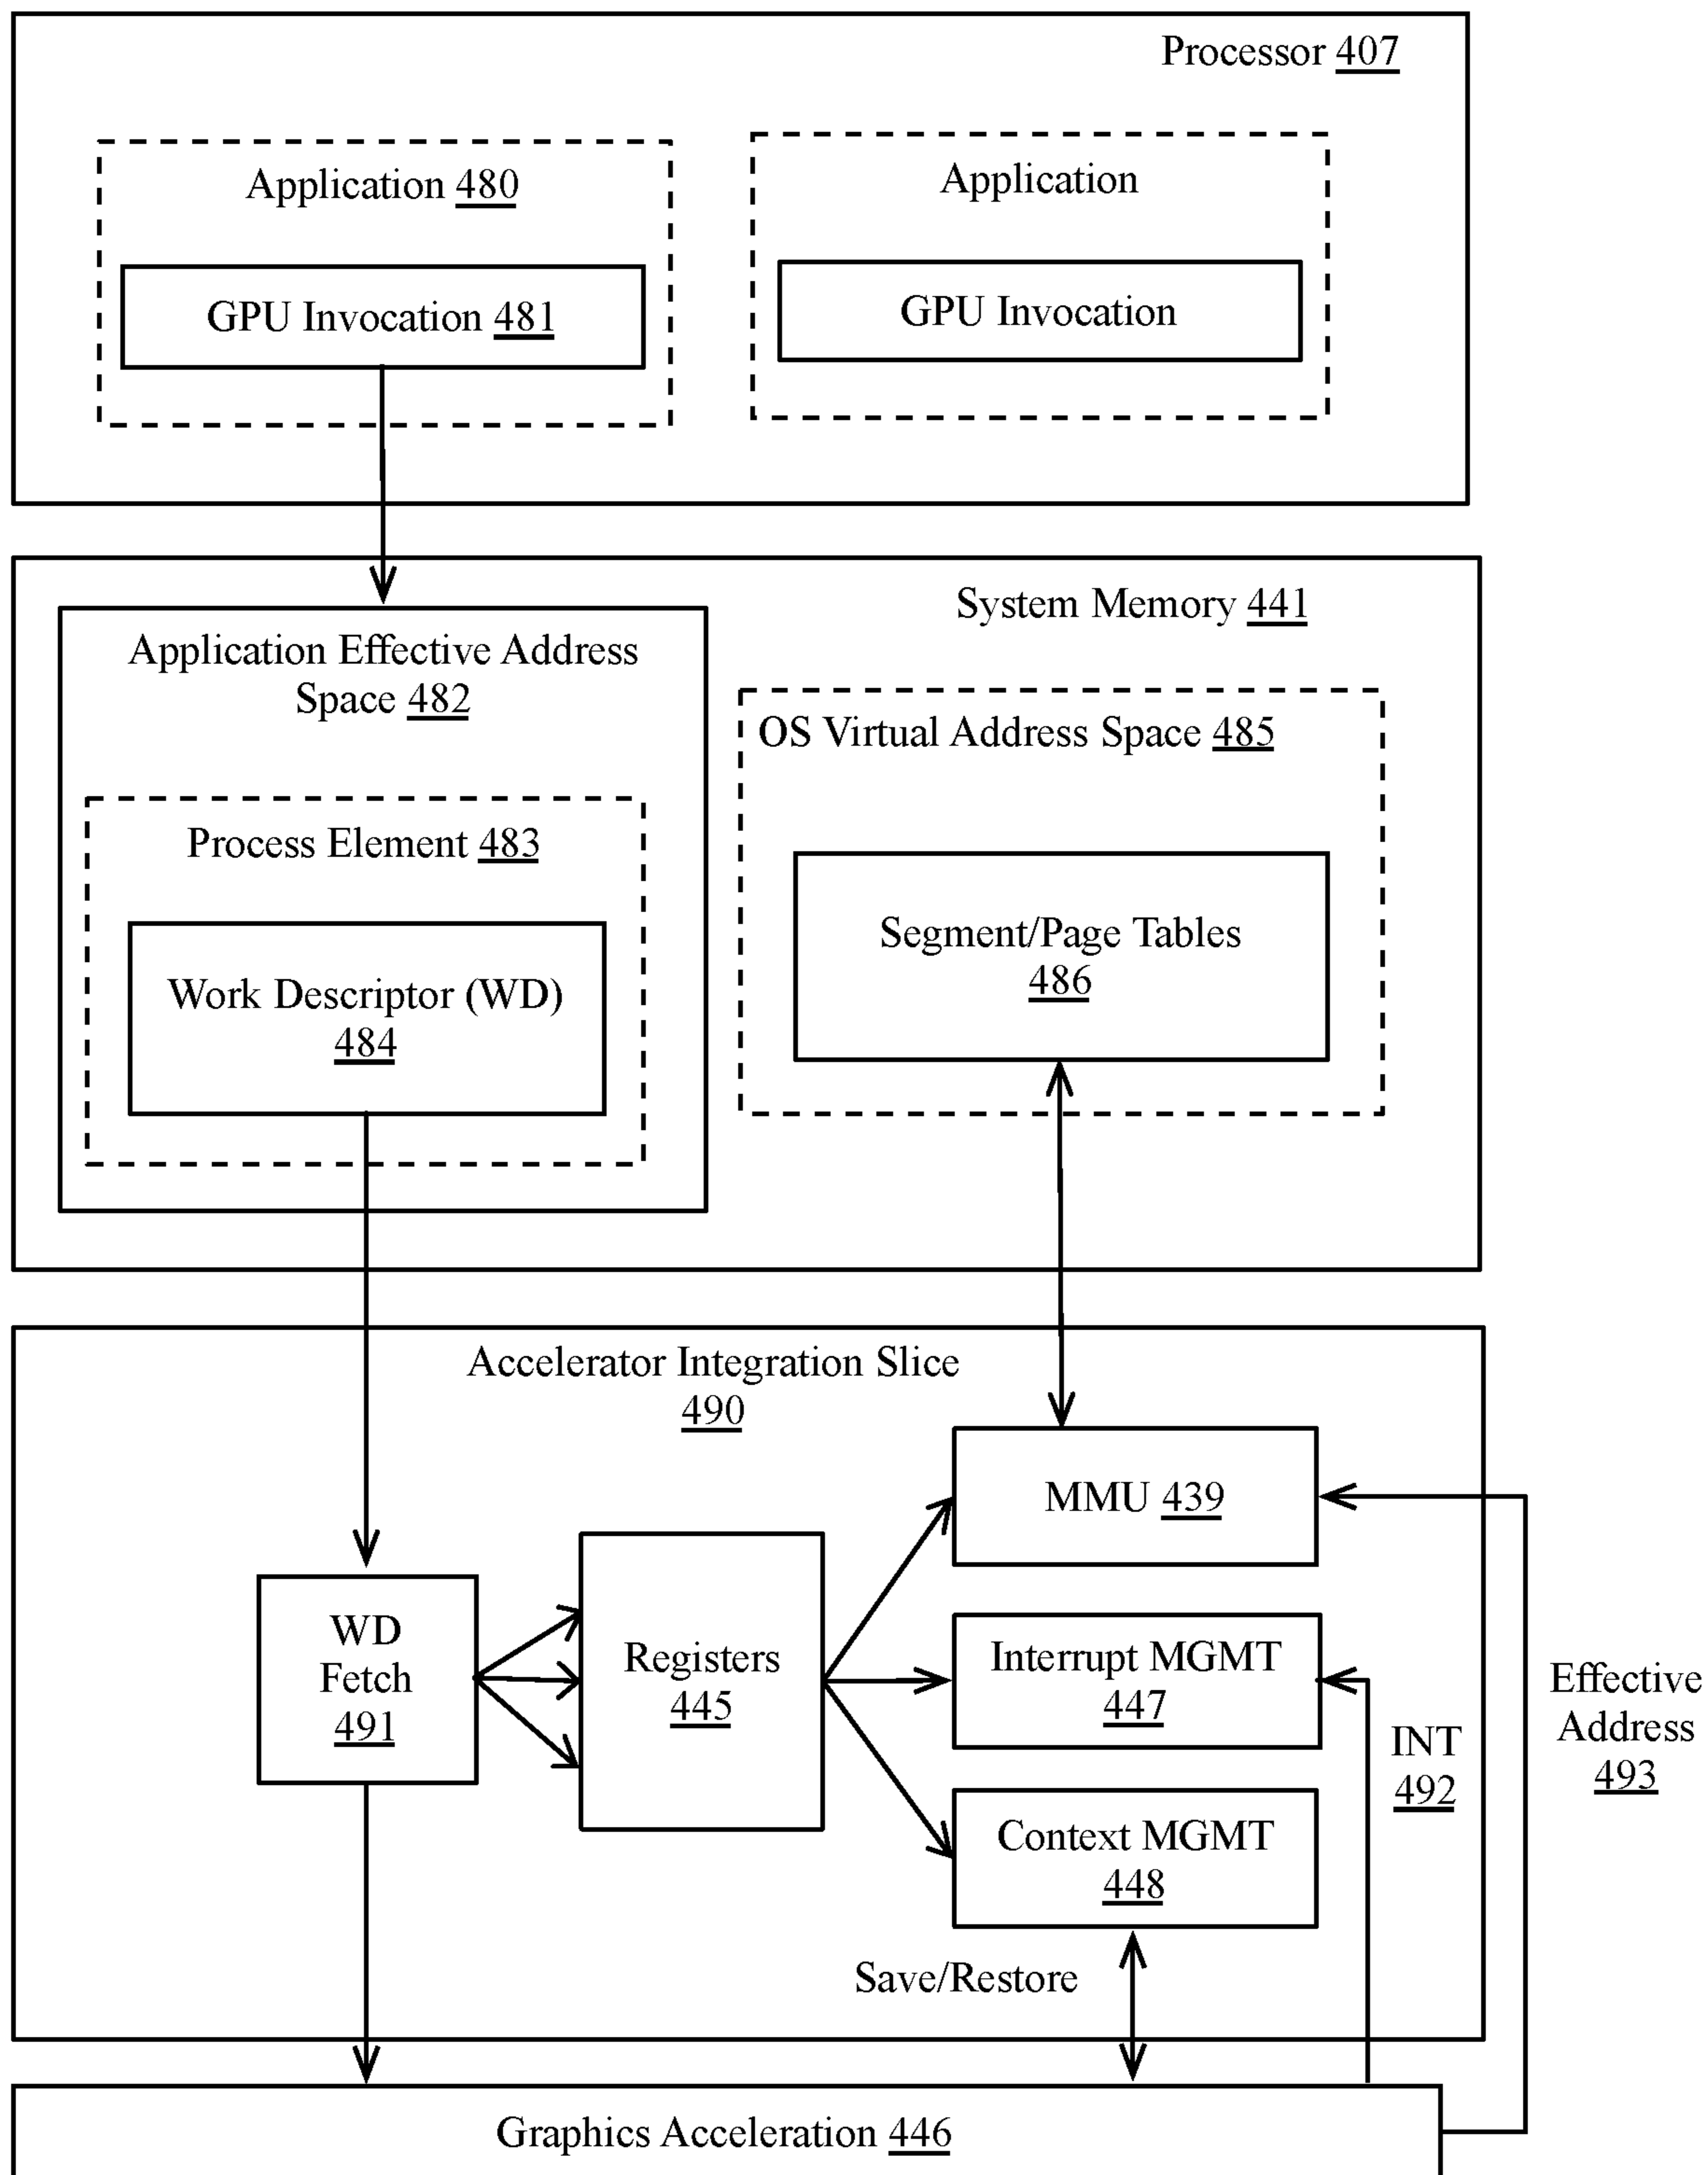 Processor 407
Application 480
GPU Invocation 481
Application
GPU Invocation
System Memory 441
Application Effective Address
Space 482
Process Element 483
Work Descriptor (WD)
484
OS Virtual Address Space 485
Segment/Page Tables
486
Accelerator Integration Slice
490
WD
Fetch
491
Registers
445
MMU 439
Interrupt MGMT
447
Context MGMT
448
Save/Restore
INT
492
Effective
Address
493
Graphics Acceleration 446